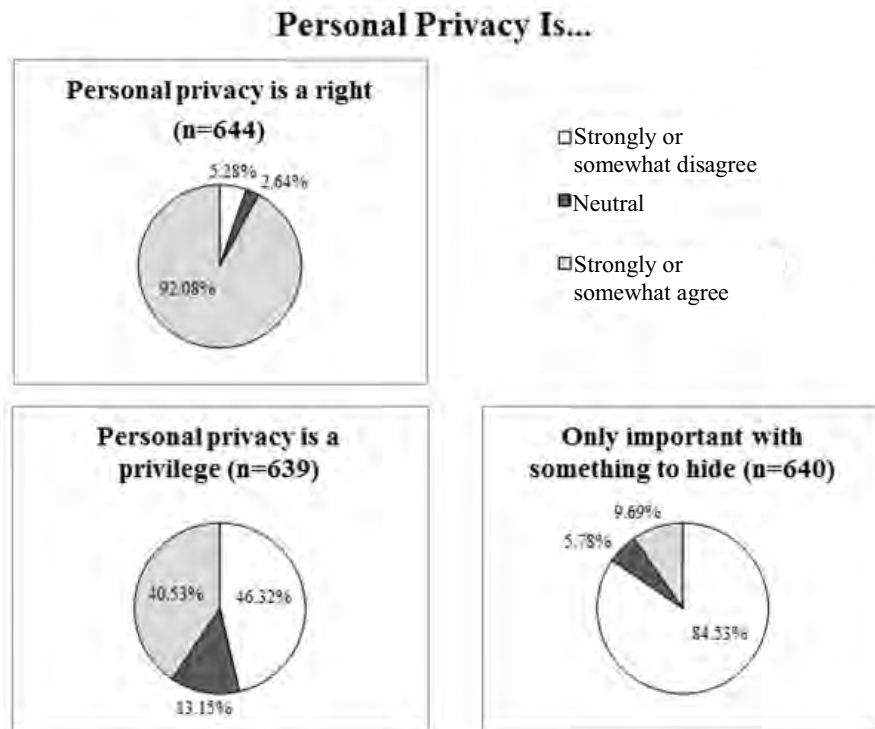 Personal Privacy Is...
Personal privacy is a right
(n=644)
5.28%
2.64%
92.08%
Strongly or
somewhat disagree
Neutral
Strongly or
somewhat agree
Personal privacy is a
privilege (n=639)
40.53%
46.32%
13.15%
Only important with
something to hide (n=640)
9.69%
5.78%
84.53%